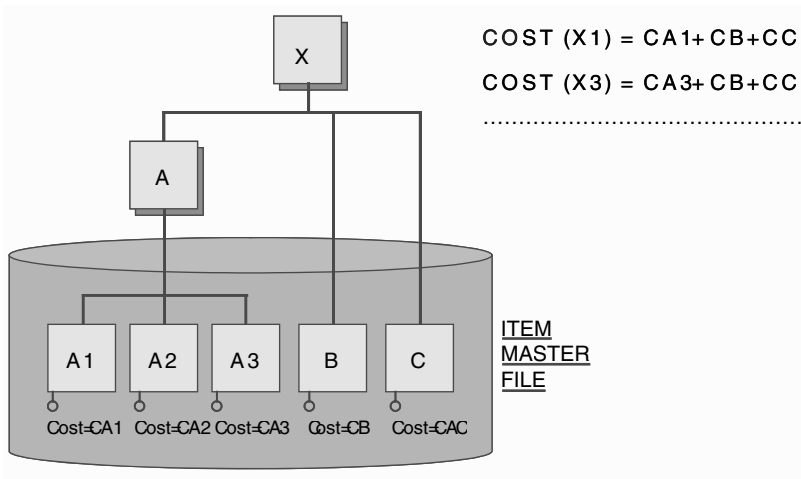 X
COST (X1) = CA1+CB+CC
COST (X3) = CA3+CB+CC
................................................
A
A1
A2
A3
B
C
ITEM
MASTER
FILE
Cost=CA1
Cost=CA2
Cost=CA3
Cost=CB
Cost=CAC